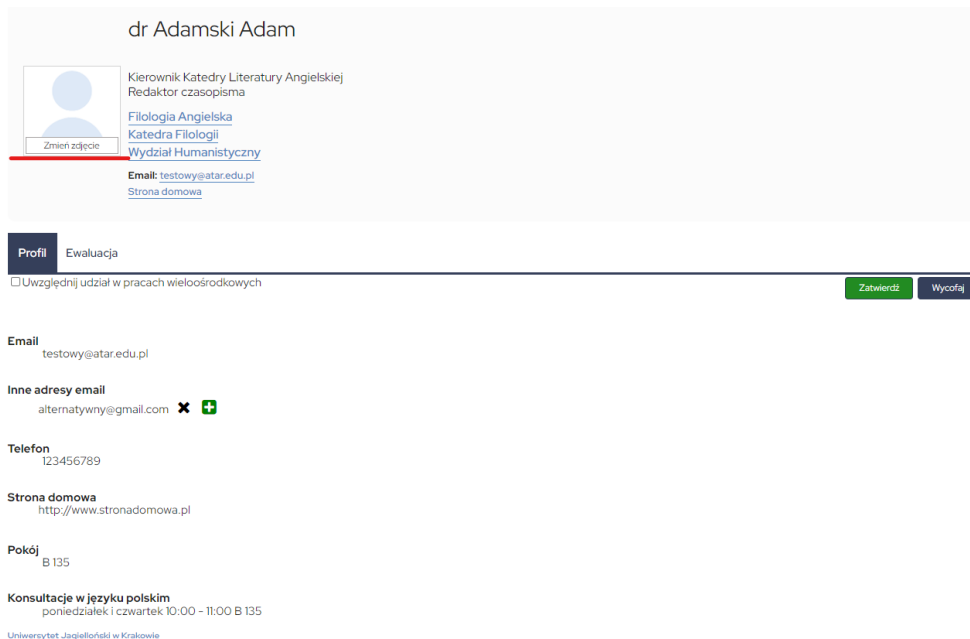 dr Adamski Adam
Kierownik Katedry Literatury Angielskiej
Redaktor czasopisma
Filologia Angielska
Katedra Filologii
Wydział Humanistyczny
Zmień zdjęcie
Email: testowy@atar.edu.pl
Strona domowa
Profil Ewaluacja
Uwzględnij udział w pracach wieloośrodkowych
Zatwierdź Wycofaj
Email
testowy@atar.edu.pl
Inne adresy email
alternatywny@gmail.com
Telefon
123456789
Strona domowa
http://www.stronadomowa.pl
Pokój
B 135
Konsultacje w języku polskim
poniedziałek i czwartek 10:00 - 11:00 B 135
Uniwersytet Jagielloński w Krakowie